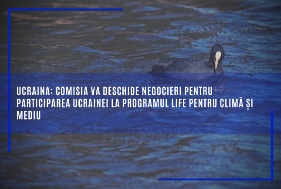 UCRAINA: COMISIA VA DESCHIDE NEGOCIERI PENTRU
PARTICIPAREA UCRAINEI LA PROGRAMUL LIFE PENTRU CLIMĂ ȘI
MEDIU